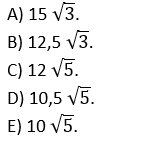 A) 15 √3.
B) 12,5 √3.
C) 12 √5.
D) 10,5 √5.
E) 10 √5.